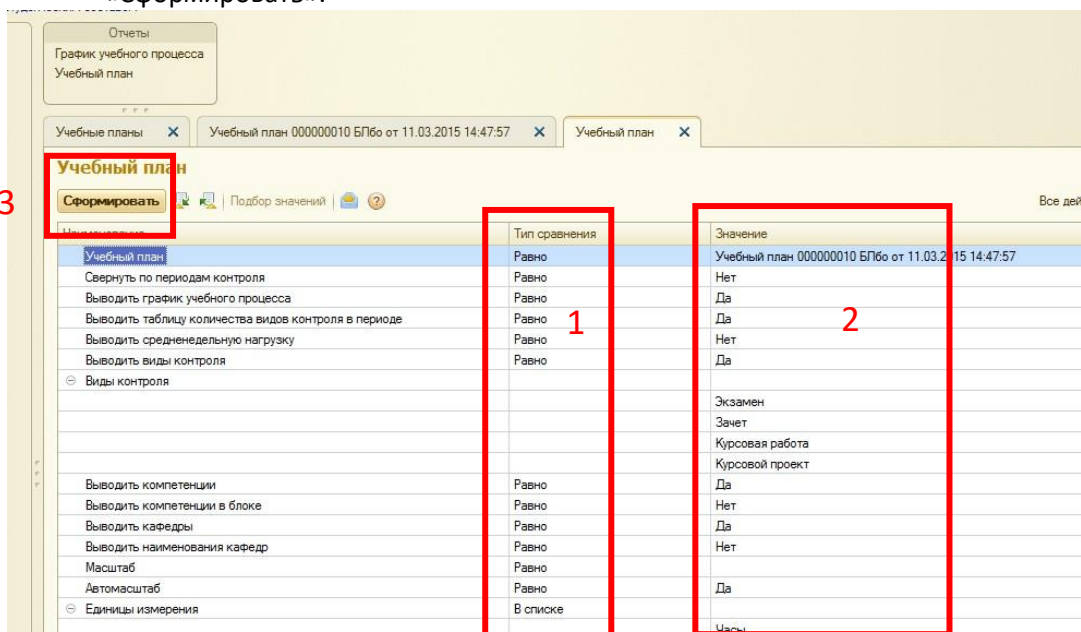 «Сформировать».
Отчеты
График учебного процесса
Учебный план
Учебные планы Учебный план 000000010 БПбо от 11.03.2015 14:47:57 Учебный план
Учебный план
3 Сформировать Подбор значений Все дей
Наименование Тип сравнения Значение
Учебный план Равно Учебный план 000000010 БПбо от 11.03.2015 14:47:57
Свернуть по периодам контроля Равно Нет
Выводить график учебного процесса Равно Да
Выводить таблицу количества видов контроля в периоде Равно Да
1 2
Выводить средненедельную нагрузку Равно Нет
Выводить виды контроля Равно Да
Виды контроля
Экзамен
Зачет
Курсовая работа
Курсовой проект
Выводить компетенции Равно Да
Выводить компетенции в блоке Равно Нет
Выводить кафедры Равно Да
Выводить наименования кафедр Равно Нет
Масштаб Равно
Автомасштаб Равно Да
Единицы измерения В списке
Часы